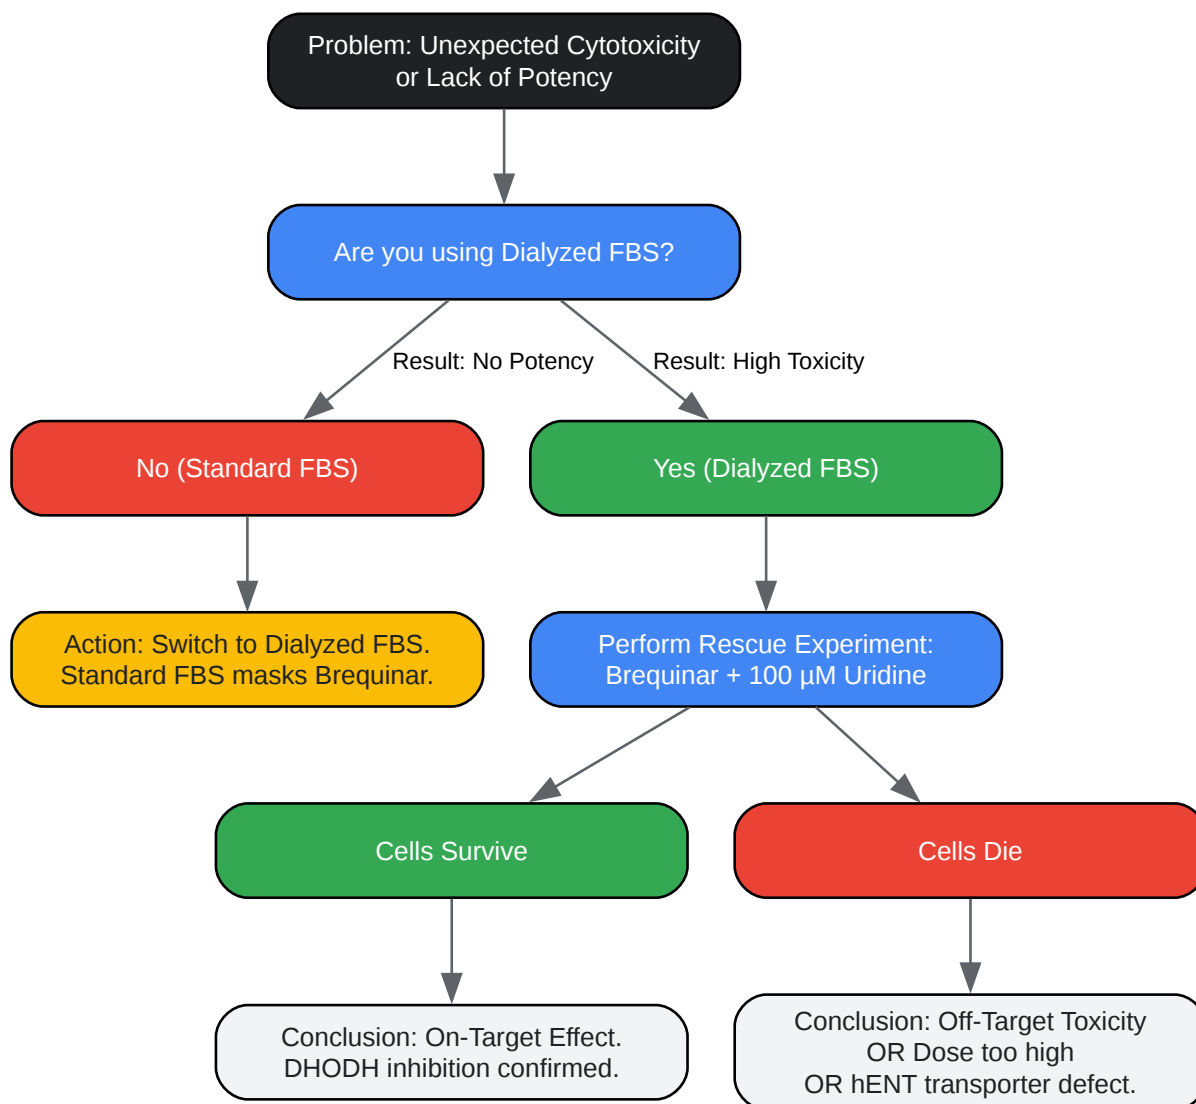 Problem: Unexpected Cytotoxicity
or Lack of Potency
Are you using Dialyzed FBS?
Result: No Potency
Result: High Toxicity
No (Standard FBS)
Yes (Dialyzed FBS)
Action: Switch to Dialyzed FBS.
Standard FBS masks Brequinar.
Perform Rescue Experiment:
Brequinar + 100 µM Uridine
Cells Survive
Cells Die
Conclusion: On-Target Effect.
DHODH inhibition confirmed.
Conclusion: Off-Target Toxicity
OR Dose too high
OR hENT transporter defect.